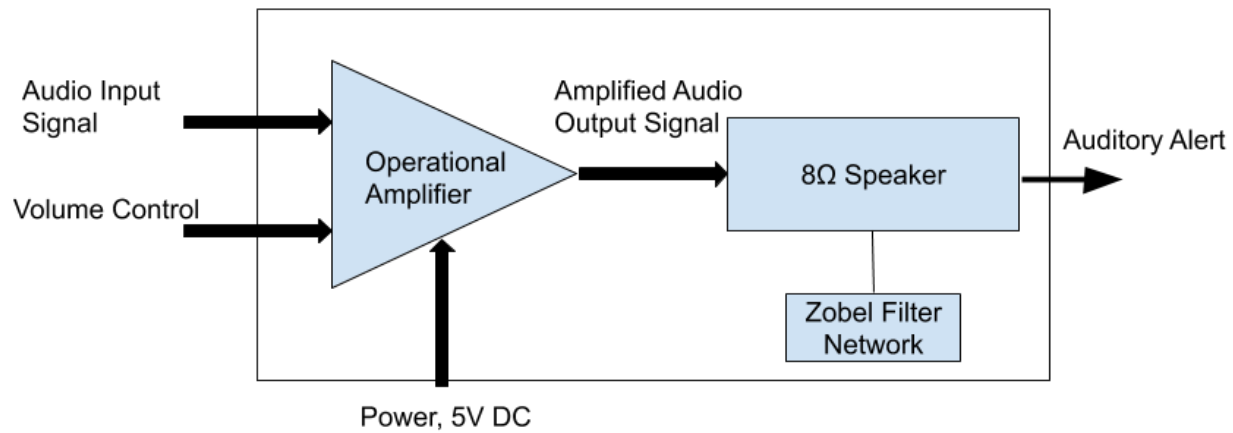 Audio Input
Signal
Volume Control
Operational
Amplifier
Power, 5V DC
Amplified Audio
Output Signal
8Ω Speaker
Zobel Filter
Network
Auditory Alert